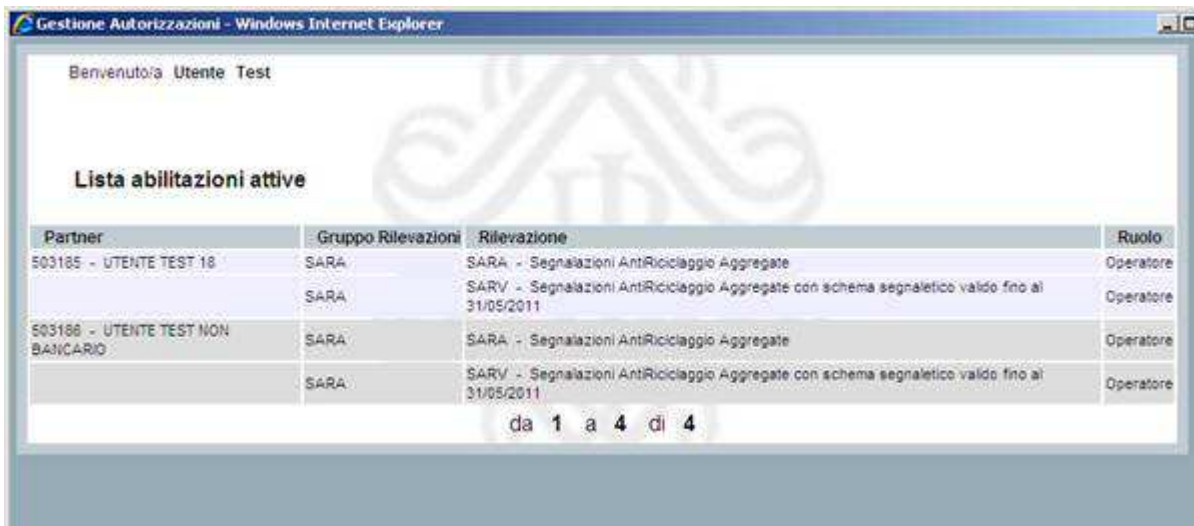 Gestione Autorizzazioni - Windows Internet Explorer
Benvenuto/a Utente Test
Lista abilitazioni attive
Partner Gruppo Rilevazioni Rilevazione Ruolo
503185 - UTENTE TEST 18 SARA SARA - Segnalazioni AntiRiciclaggio Aggregate Operatore
SARA SARV - Segnalazioni AntiRiciclaggio Aggregate con schema segnaletico valido fino al
31/05/2011 Operatore
503186 - UTENTE TEST NON
BANCARIO SARA SARA - Segnalazioni AntiRiciclaggio Aggregate Operatore
SARA SARV - Segnalazioni AntiRiciclaggio Aggregate con schema segnaletico valido fino al
31/05/2011 Operatore
da 1 a 4 di 4